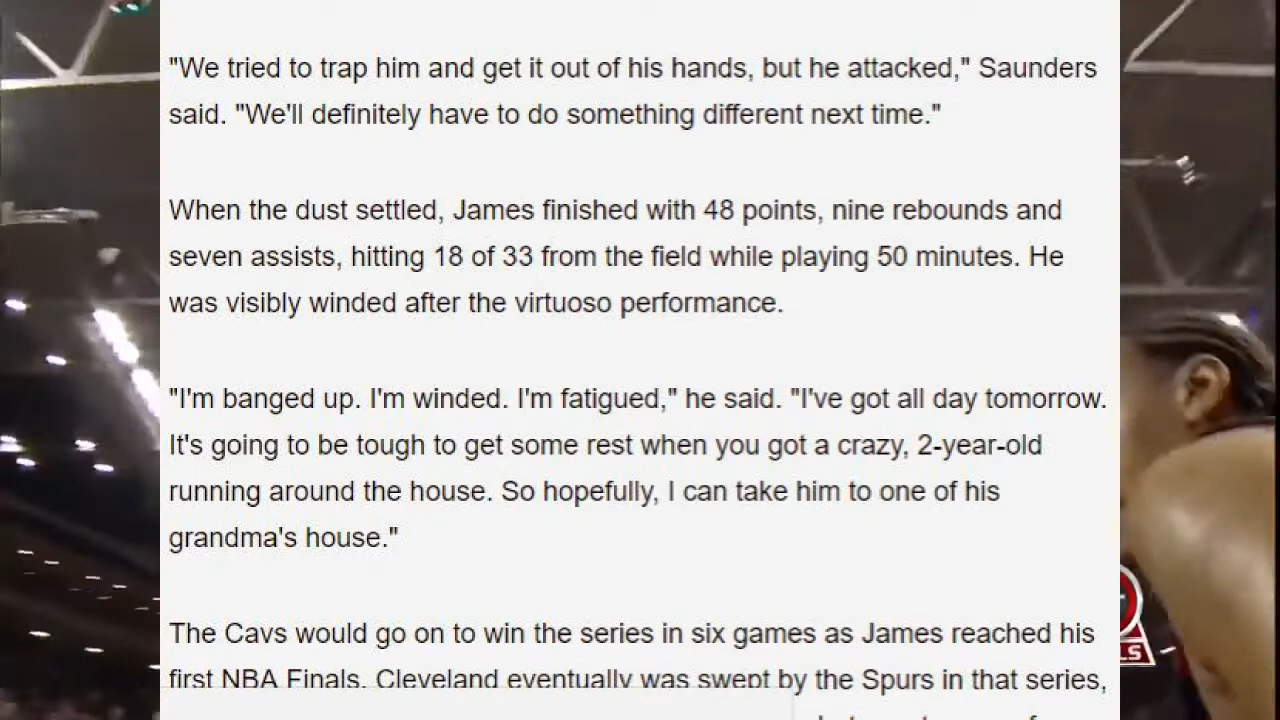 "We tried to trap him and get it out of his hands, but he attacked," Saunders
said. "We'll definitely have to do something different next time."
When the dust settled, James finished with 48 points, nine rebounds and
seven assists, hitting 18 of 33 from the field while playing 50 minutes. He
was visibly winded after the virtuoso performance.
"I'm banged up. I'm winded. I'm fatigued," he said. "I've got all day tomorrow.
It's going to be tough to get some rest when you got a crazy, 2-year-old
running around the house. So hopefully, I can take him to one of his
grandma's house."
The Cavs would go on to win the series in six games as James reached his
first NBA Finals. Cleveland eventually was swept by the Spurs in that series,
LS